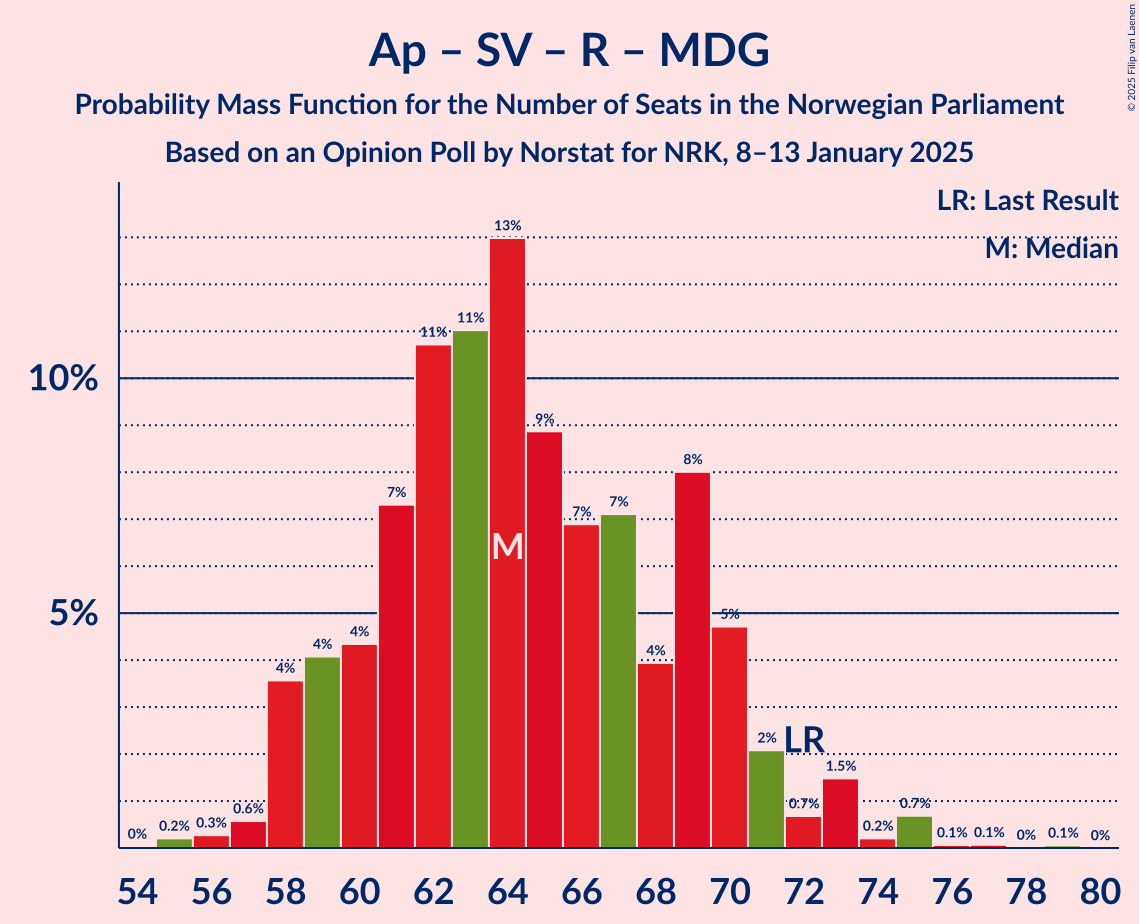 Ap – SV – R – MDG
Probability Mass Function for the Number of Seats in the Norwegian Parliament
Based on an Opinion Poll by Norstat for NRK, 8–13 January 2025
© 2025 Filip van Laenen
LR: Last Result
M: Median
10%
5%
0% 0.2% 0.3% 0.6% 4% 4% 4% 7% 11% 11% 13% 9% 7% 7% 4% 8% 5% 2% 0.7% 1.5% 0.2% 0.7% 0.1% 0.1% 0% 0.1% 0%
M
LR
54 56 58 60 62 64 66 68 70 72 74 76 78 80